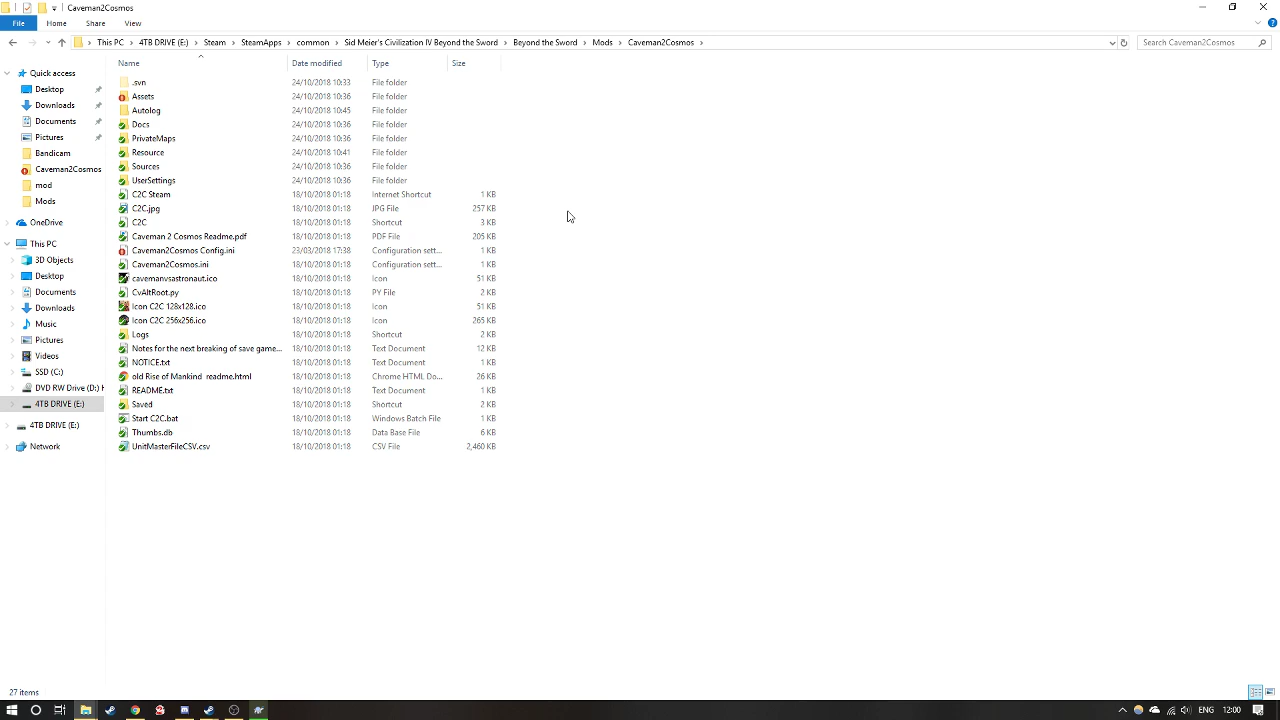 Caveman2Cosmos
File Home Share View
This PC > 4TB DRIVE (E:) > Steam > SteamApps > common > Sid Meier's Civilization IV Beyond the Sword > Beyond the Sword > Mods > Caveman2Cosmos > Search Caveman2Cosmos
Name Date modified Type Size
Quick access
Desktop
Downloads
Documents
Pictures
Bandicam
Caveman2Cosmos
mod
Mods
OneDrive
This PC
3D Objects
Desktop
Documents
Downloads
Music
Pictures
Videos
SSD (C:)
DVD RW Drive (D:) H
4TB DRIVE (E:)
4TB DRIVE (E:)
Network
.svn 24/10/2018 10:33 File folder
Assets 24/10/2018 10:36 File folder
Autolog 24/10/2018 10:45 File folder
Docs 24/10/2018 10:36 File folder
PrivateMaps 24/10/2018 10:36 File folder
Resource 24/10/2018 10:41 File folder
Sources 24/10/2018 10:36 File folder
UserSettings 24/10/2018 10:36 File folder
C2C Steam 18/10/2018 01:18 Internet Shortcut 1 KB
C2C.jpg 18/10/2018 01:18 JPG File 257 KB
C2C 18/10/2018 01:18 Shortcut 3 KB
Caveman 2 Cosmos Readme.pdf 18/10/2018 01:18 PDF File 205 KB
Caveman2Cosmos Config.ini 23/03/2018 17:38 Configuration sett... 1 KB
Caveman2Cosmos.ini 18/10/2018 01:18 Configuration sett... 1 KB
cavemanvsastronaut.ico 18/10/2018 01:18 Icon 51 KB
CvAltRoot.py 18/10/2018 01:18 PY File 2 KB
Icon C2C 128x128.ico 18/10/2018 01:18 Icon 51 KB
Icon C2C 256x256.ico 18/10/2018 01:18 Icon 265 KB
Logs 18/10/2018 01:18 Shortcut 2 KB
Notes for the next breaking of save game... 18/10/2018 01:18 Text Document 12 KB
NOTICE.txt 18/10/2018 01:18 Text Document 1 KB
old Rise of Mankind readme.html 18/10/2018 01:18 Chrome HTML Do... 26 KB
README.txt 18/10/2018 01:18 Text Document 1 KB
Saved 18/10/2018 01:18 Shortcut 2 KB
Start C2C.bat 18/10/2018 01:18 Windows Batch File 1 KB
Thumbs.db 18/10/2018 01:18 Data Base File 6 KB
UnitMasterFileCSV.csv 18/10/2018 01:18 CSV File 2,460 KB
27 items
ENG 12:00